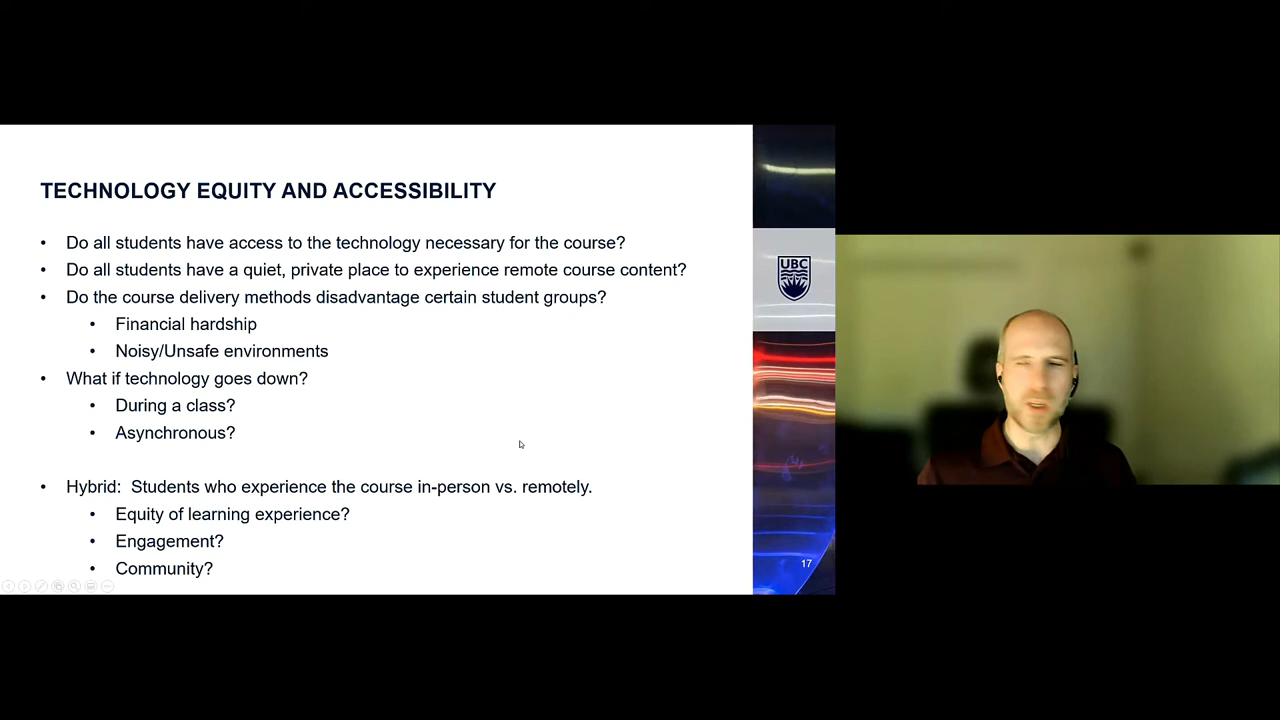 TECHNOLOGY EQUITY AND ACCESSIBILITY
• Do all students have access to the technology necessary for the course?
• Do all students have a quiet, private place to experience remote course content?
• Do the course delivery methods disadvantage certain student groups?
• Financial hardship
• Noisy/Unsafe environments
• What if technology goes down?
• During a class?
• Asynchronous?
• Hybrid: Students who experience the course in-person vs. remotely.
• Equity of learning experience?
• Engagement?
• Community?
UBC
17